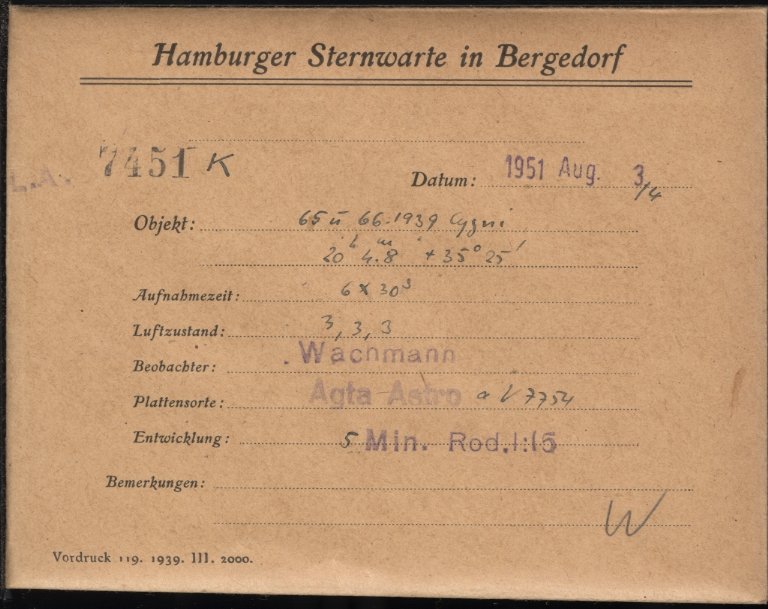 Hamburger Sternwarte in Bergedorf
L.A. 7451 K
Datum: 1951 Aug. 3/4
Objekt: 65 u 66.1939 Cygni
20h 4m.8 +35° 25'
Aufnahmezeit: 6 x 30s
Luftzustand: 3, 3, 3
Beobachter: Wachmann
Plattensorte: Agfa Astro 7754
Entwicklung: 5 Min. Rod. 1:15
Bemerkungen:
W
Vordruck 119. 1939. III. 2000.